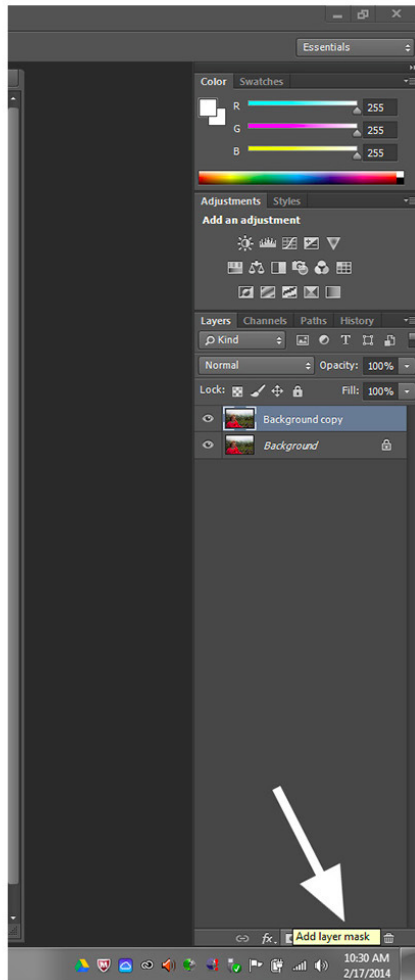 Essentials
Color Swatches
R 255
G 255
B 255
Adjustments Styles
Add an adjustment
Layers Channels Paths History
Kind T
Normal Opacity: 100%
Lock: Fill: 100%
Background copy
Background
fx. Add layer mask
10:30 AM
2/17/2014